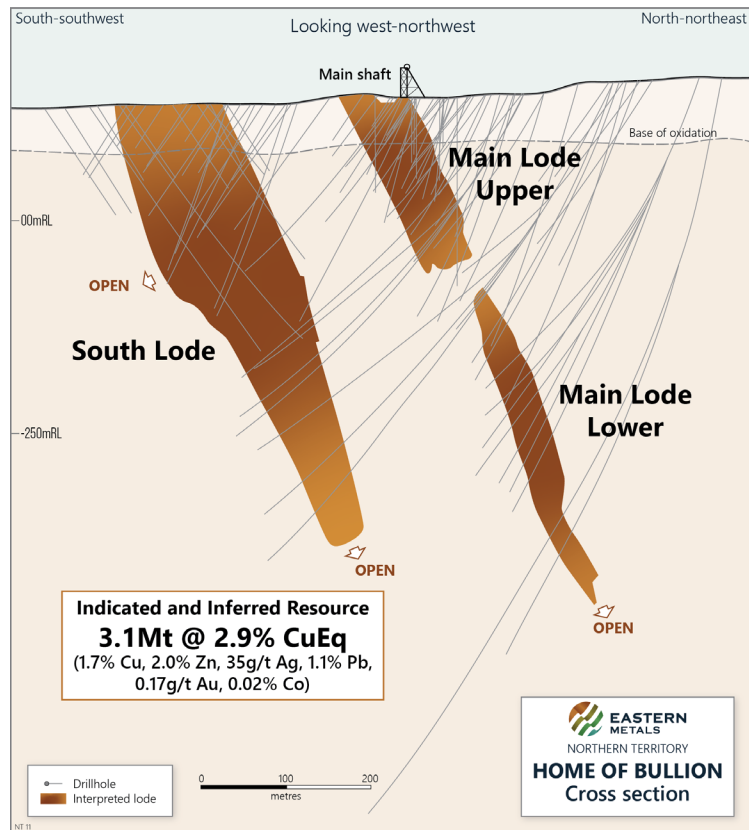 South-southwest
Looking west-northwest
North-northeast
Main shaft
Base of oxidation
Main Lode
Upper
00mRL
OPEN
South Lode
Main Lode
Lower
-250mRL
OPEN
OPEN
Indicated and Inferred Resource
3.1Mt @ 2.9% CuEq
(1.7% Cu, 2.0% Zn, 35g/t Ag, 1.1% Pb,
0.17g/t Au, 0.02% Co)
EASTERN
METALS
NORTHERN TERRITORY
HOME OF BULLION
Cross section
Drillhole
Interpreted lode
0 100 200
metres
NT 11